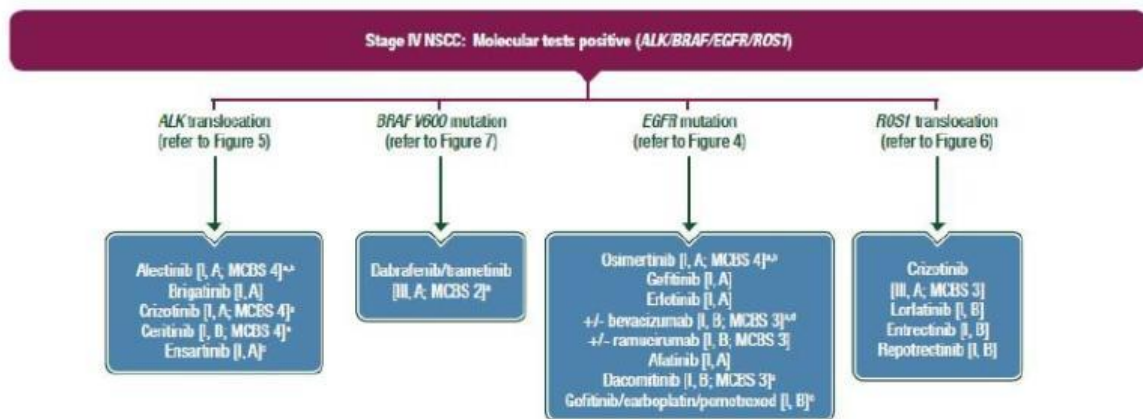 Stage IV NSCC: Molecular tests positive (ALK/BRAF/EGFR/ROS1)
ALK translocation
(refer to Figure 5)
BRAF V600 mutation
(refer to Figure 7)
EGFR mutation
(refer to Figure 4)
ROS1 translocation
(refer to Figure 6)
Alectinib [I, A; MCBS 4]
Brigatinib [I, A]
Crizotinib [I, A; MCBS 4]
Ceritinib [I, B; MCBS 4]
Ensartinib [I, A]
Dabrafenib/trametinib
[III, A; MCBS 2]
Osimertinib [I, A; MCBS 4]
Gefitinib [I, A]
Erlotinib [I, A]
+/- bevacizumab [I, B; MCBS 3]
+/- ramucirumab [I, B; MCBS 3]
Afatinib [I, A]
Dacomitinib [I, B; MCBS 3]
Gefitinib/carboplatin/pemetrexed [I, B]
Crizotinib
[III, A; MCBS 3]
Lorlatinib [I, B]
Entrectinib [I, B]
Repotrectinib [I, B]